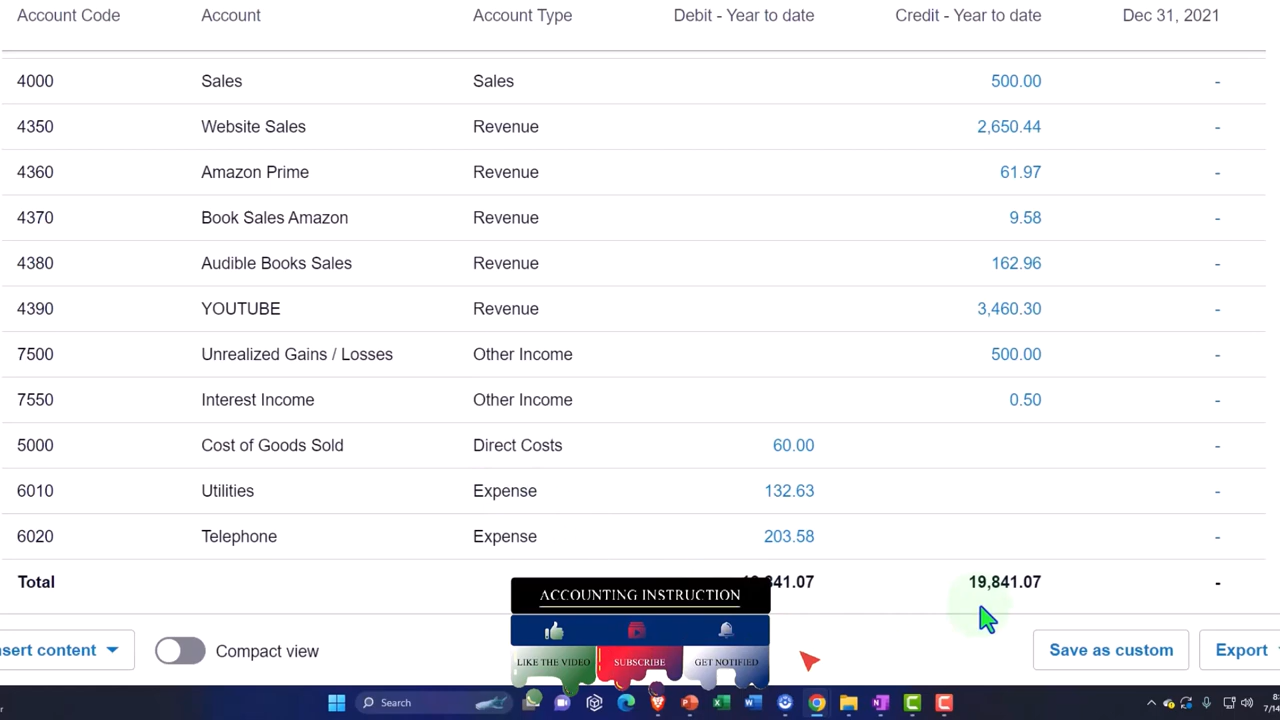 Account Code Account Account Type Debit - Year to date Credit - Year to date Dec 31, 2021
4000 Sales Sales 500.00 -
4350 Website Sales Revenue 2,650.44 -
4360 Amazon Prime Revenue 61.97 -
4370 Book Sales Amazon Revenue 9.58 -
4380 Audible Books Sales Revenue 162.96 -
4390 YOUTUBE Revenue 3,460.30 -
7500 Unrealized Gains / Losses Other Income 500.00 -
7550 Interest Income Other Income 0.50 -
5000 Cost of Goods Sold Direct Costs 60.00 -
6010 Utilities Expense 132.63 -
6020 Telephone Expense 203.58 -
Total 19,841.07 -
ACCOUNTING INSTRUCTION
LIKE THE VIDEO SUBSCRIBE GET NOTIFIED
sert content Compact view Save as custom Export
Search